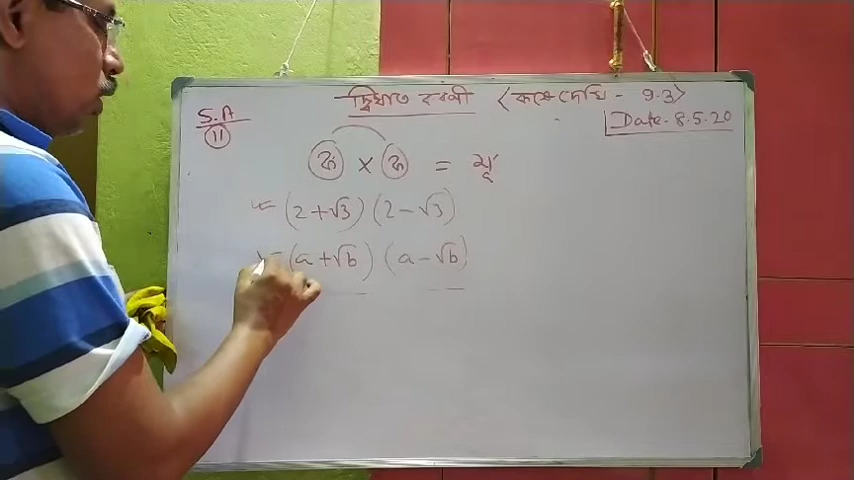 দ্বিঘাত করণী (কষে দেখি - 9.3)
Date - 8.5.20
S.A
11
ক × ক = মূ
= (2+√3) (2-√3)
= (a+√b) (a-√b)